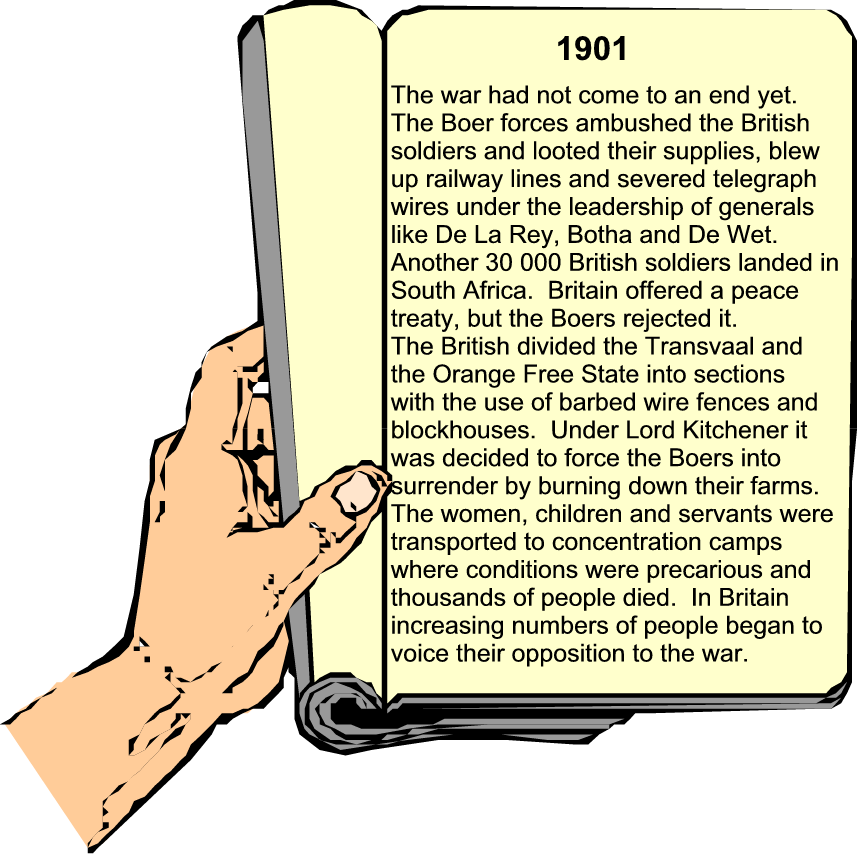 1901
The war had not come to an end yet.
The Boer forces ambushed the British
soldiers and looted their supplies, blew
up railway lines and severed telegraph
wires under the leadership of generals
like De La Rey, Botha and De Wet.
Another 30 000 British soldiers landed in
South Africa.  Britain offered a peace
treaty, but the Boers rejected it.
The British divided the Transvaal and
the Orange Free State into sections
with the use of barbed wire fences and
blockhouses.  Under Lord Kitchener it
was decided to force the Boers into
surrender by burning down their farms.
The women, children and servants were
transported to concentration camps
where conditions were precarious and
thousands of people died.  In Britain
increasing numbers of people began to
voice their opposition to the war.